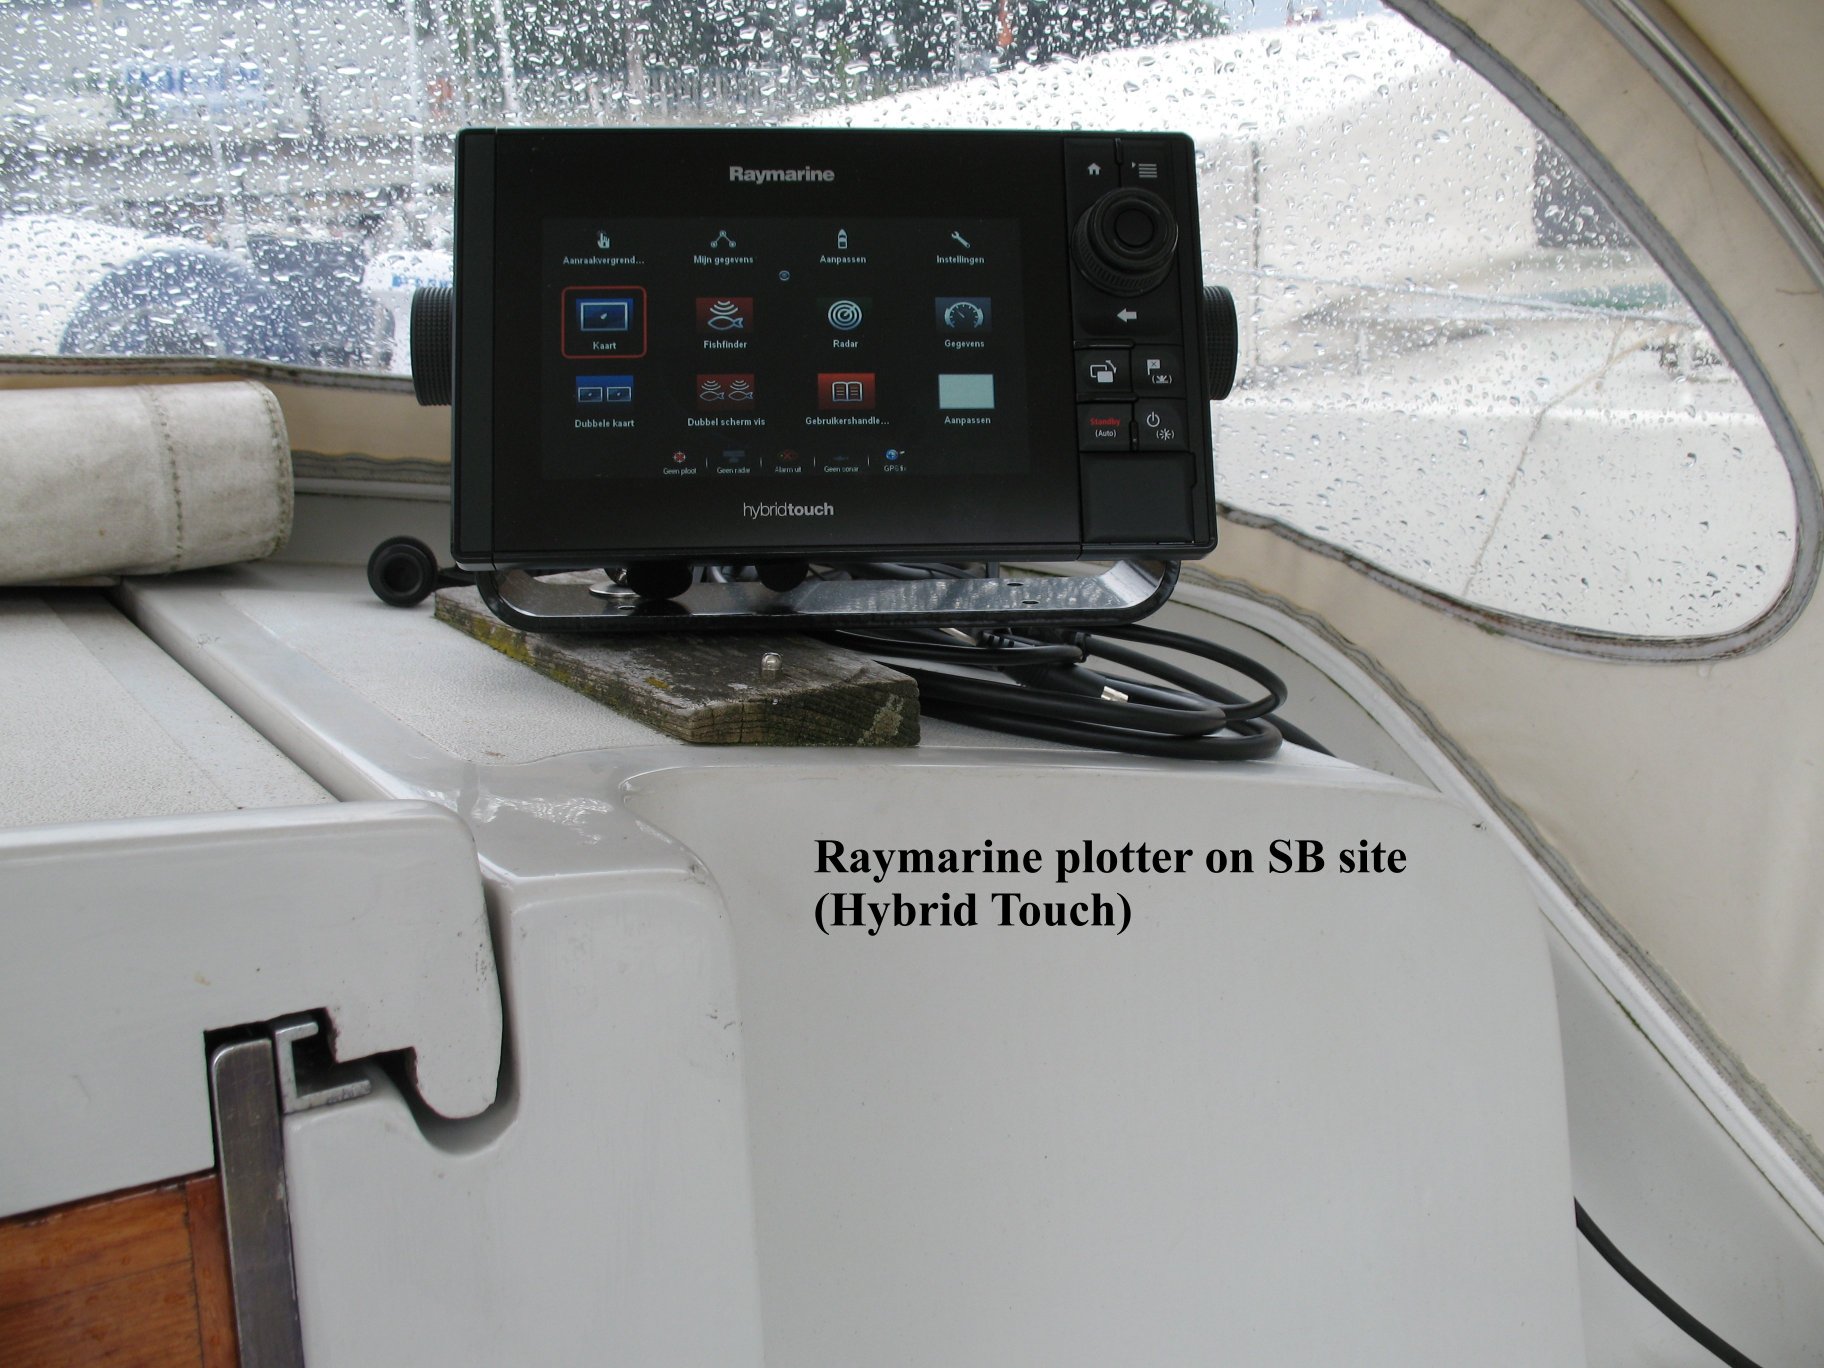 Raymarine
Aanraakvergrend...
Mijn gegevens
Aanpassen
Instellingen
Kaart
Fishfinder
Radar
Gegevens
Dubbele kaart
Dubbel scherm vis
Gebruikershandle...
Aanpassen
Geen piloot
Geen radar
Alarm uit
Geen sonar
hybridtouch
Standby
(Auto)
Raymarine plotter on SB site
(Hybrid Touch)